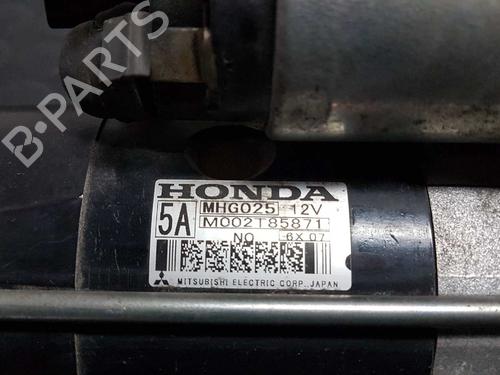 B-PARTS
HONDA
5A MHG025 12V
M002T85871
NO 6X 07
MITSUBISHI ELECTRIC CORP. JAPAN